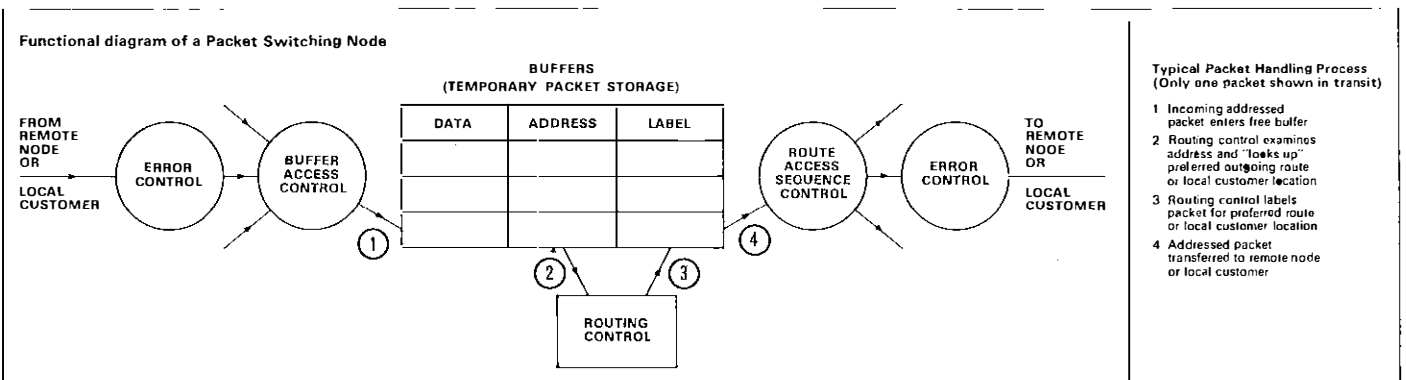 Functional diagram of a Packet Switching Node
BUFFERS
(TEMPORARY PACKET STORAGE)
DATA
ADDRESS
LABEL
FROM
REMOTE
NODE
OR
LOCAL
CUSTOMER
ERROR
CONTROL
BUFFER
ACCESS
CONTROL
1
2
ROUTING
CONTROL
3
4
ROUTE
ACCESS
SEQUENCE
CONTROL
ERROR
CONTROL
TO
REMOTE
NODE
OR
LOCAL
CUSTOMER
Typical Packet Handling Process
(Only one packet shown in transit)
1 Incoming addressed
packet enters free buffer
2 Routing control examines
address and "looks up"
preferred outgoing route
or local customer location
3 Routing control labels
packet for preferred route
or local customer location
4 Addressed packet
transferred to remote node
or local customer